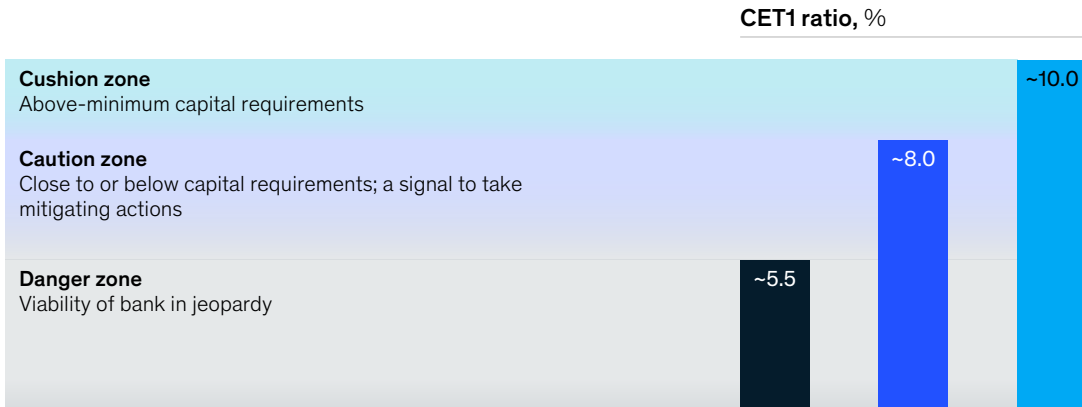 CET1 ratio, %
Cushion zone
Above-minimum capital requirements
~10.0
Caution zone
Close to or below capital requirements; a signal to take
mitigating actions
~8.0
Danger zone
Viability of bank in jeopardy
~5.5